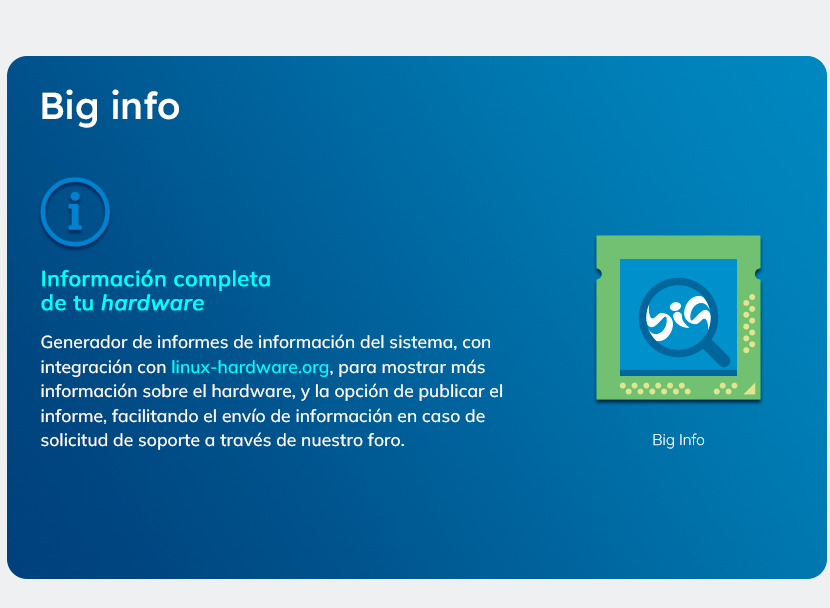 Big info
Información completa
de tu hardware
Generador de informes de información del sistema, con
integración con linux-hardware.org, para mostrar más
información sobre el hardware, y la opción de publicar el
informe, facilitando el envío de información en caso de
solicitud de soporte a través de nuestro foro.
big
Big Info